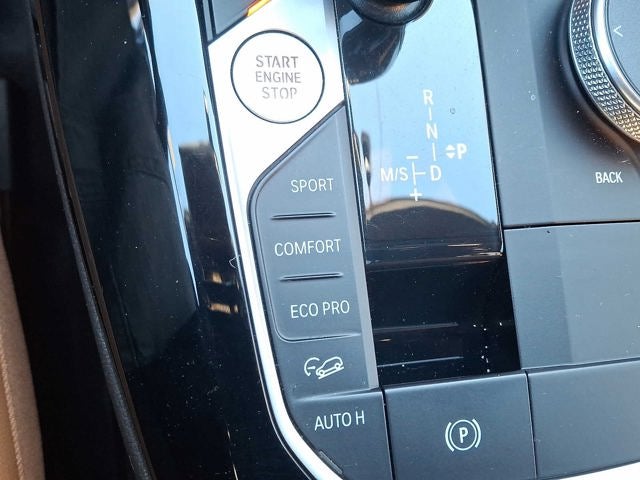 START
ENGINE
STOP
R
N
P
M/S
D
+
SPORT
BACK
COMFORT
ECO PRO
AUTO H
(P)